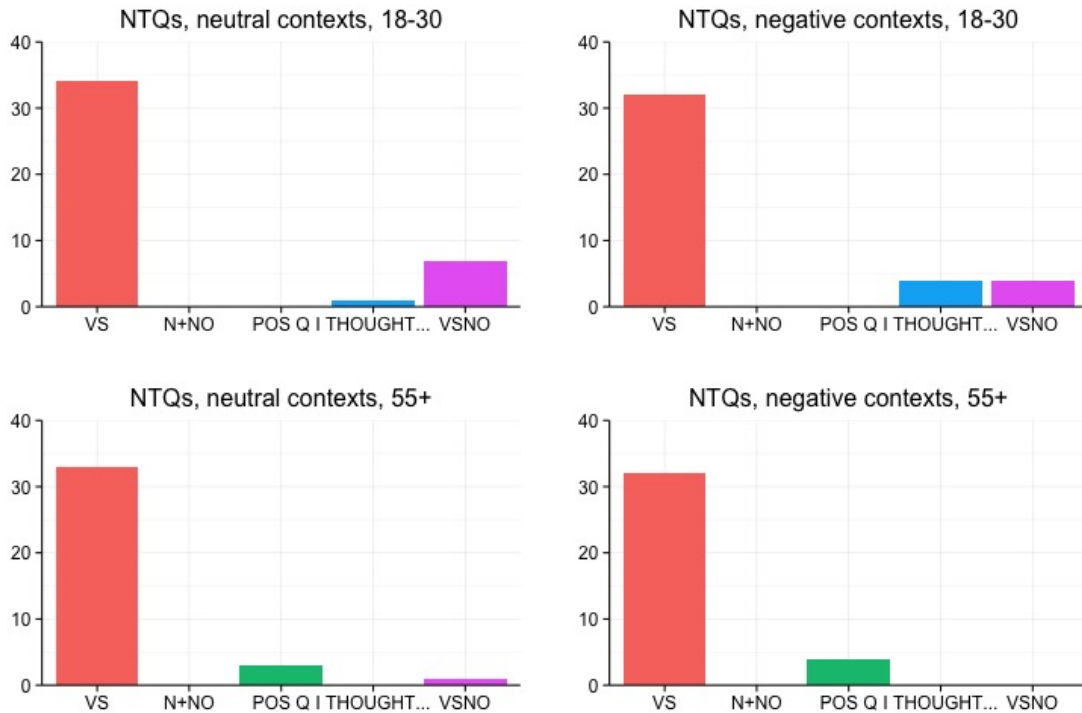 NTQs, neutral contexts, 18-30
40
30
20
10
0
VS N+NO POS Q I THOUGHT... VSNO
NTQs, negative contexts, 18-30
40
30
20
10
0
VS N+NO POS Q I THOUGHT... VSNO
NTQs, neutral contexts, 55+
40
30
20
10
0
VS N+NO POS Q I THOUGHT... VSNO
NTQs, negative contexts, 55+
40
30
20
10
0
VS N+NO POS Q I THOUGHT... VSNO